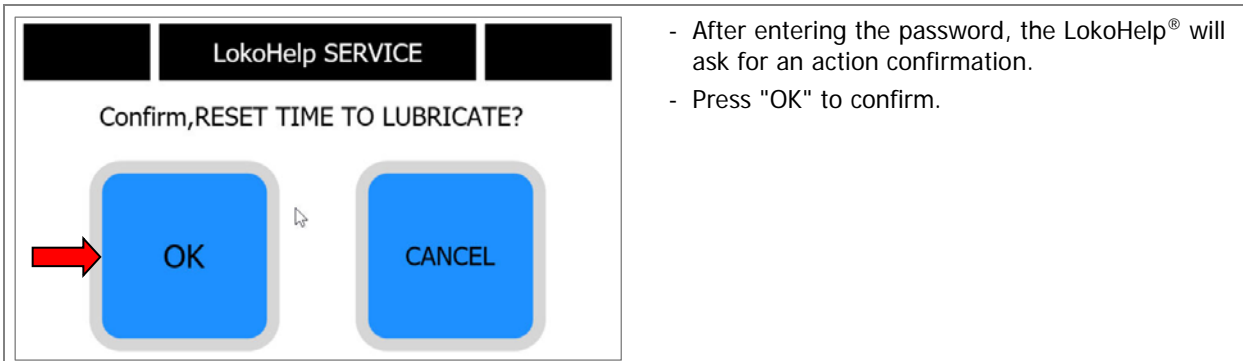 LokoHelp SERVICE
Confirm,RESET TIME TO LUBRICATE?
OK
CANCEL
- After entering the password, the LokoHelp® will
ask for an action confirmation.
- Press "OK" to confirm.